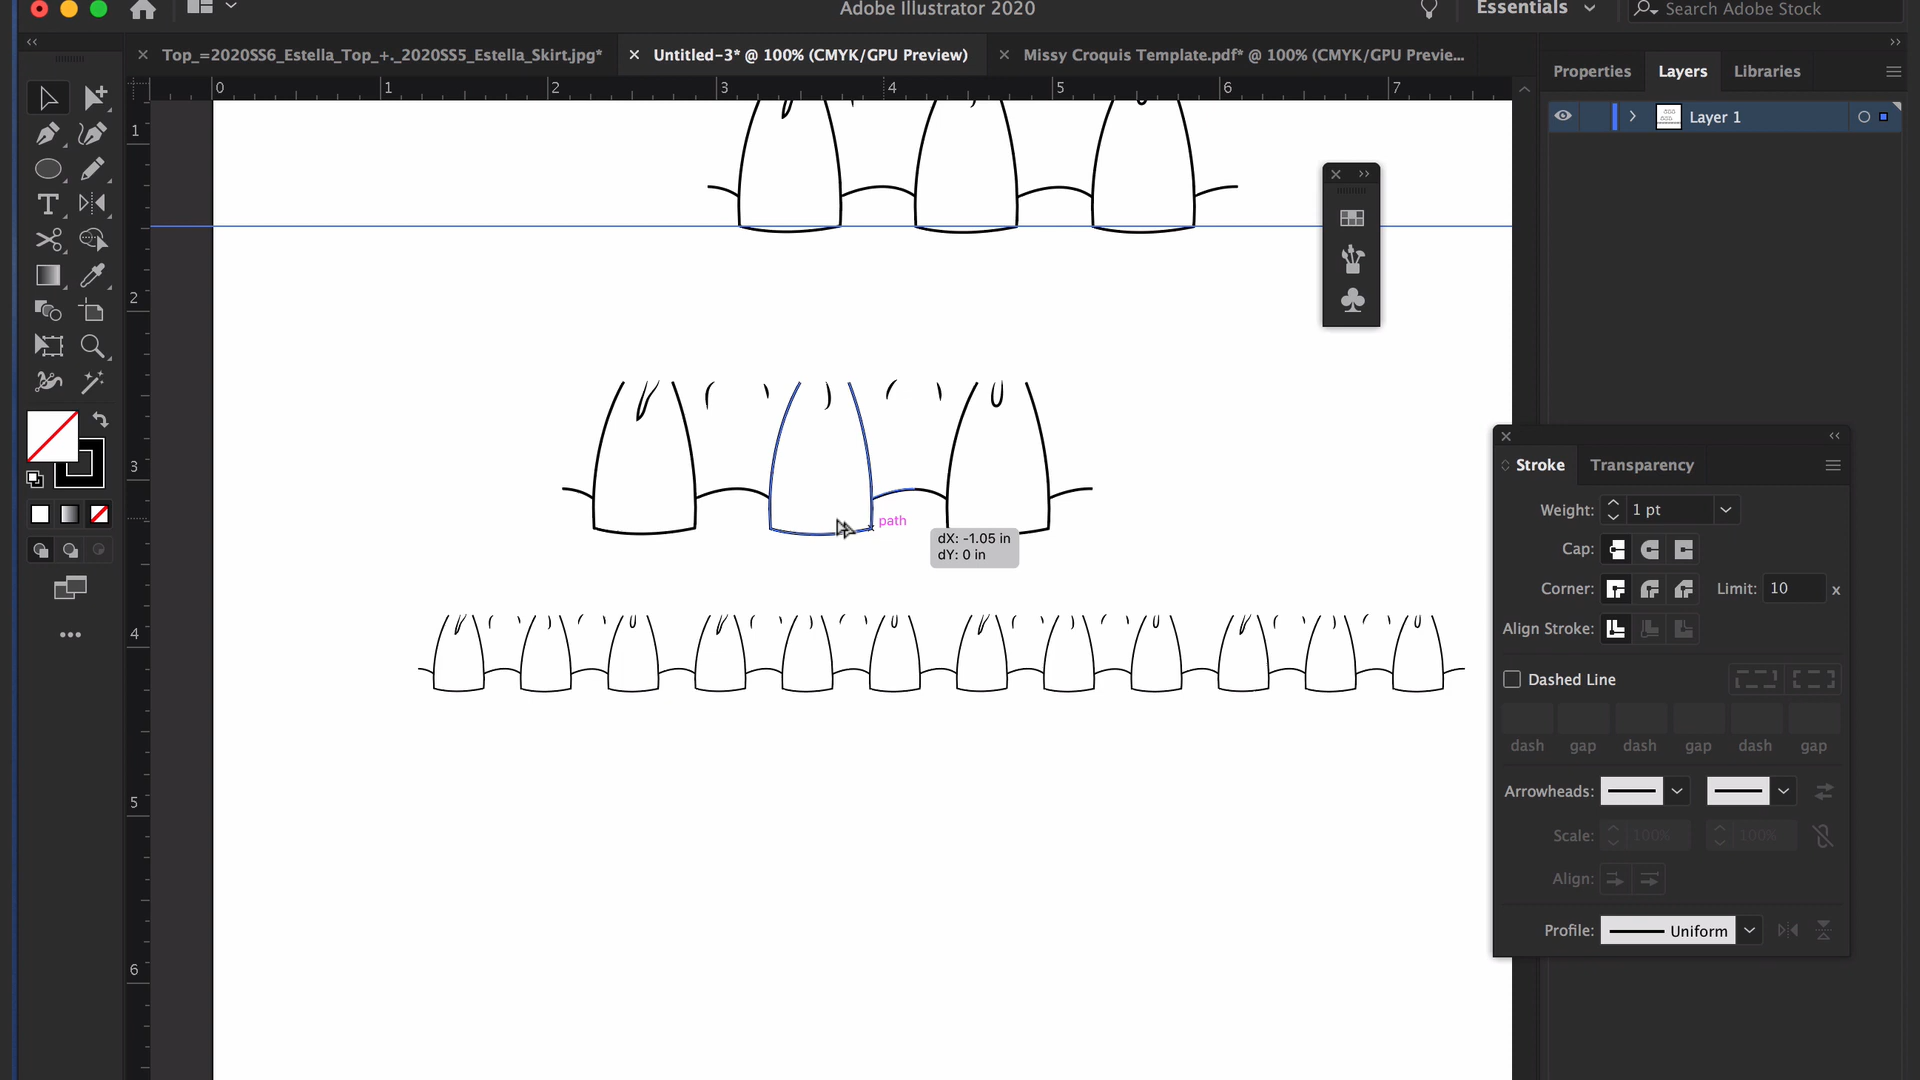 Adobe Illustrator 2020
Essentials
Search Adobe Stock
Top_=2020SS6_Estella_Top_+._2020SS5_Estella_Skirt.jpg*
Untitled-3* @ 100% (CMYK/GPU Preview)
Missy Croquis Template.pdf* @ 100% (CMYK/GPU Previe...
Properties
Layers
Libraries
0 1 2 3 4 5 6 7
1
2
3
4
5
6
Layer 1
path
dX: -1.05 in
dY: 0 in
Stroke
Transparency
Weight: 1 pt
Cap:
Corner: Limit: 10 x
Align Stroke:
Dashed Line
dash gap dash gap dash gap
Arrowheads:
Scale: 100% 100%
Align:
Profile: Uniform